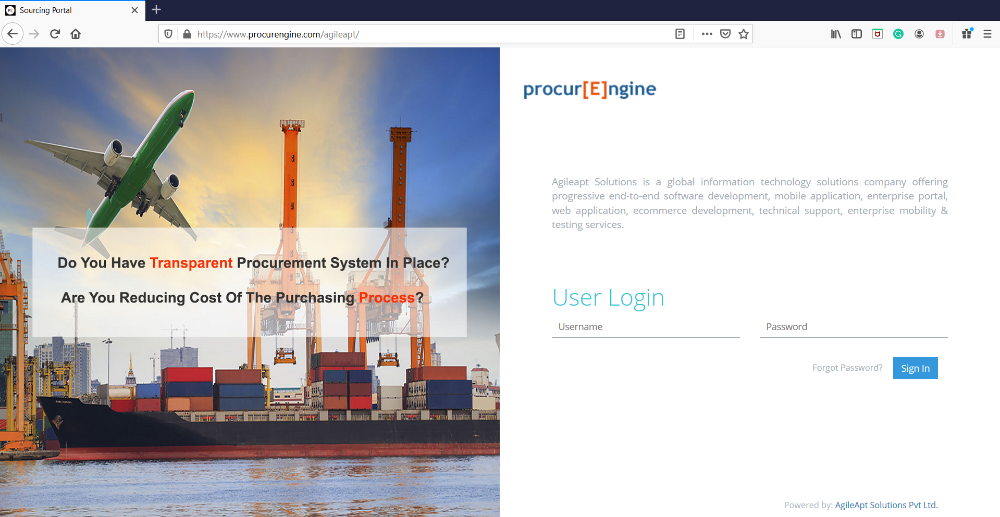 Sourcing Portal
https://www.procurengine.com/agileapt/
procur[E]ngine
Do You Have Transparent Procurement System In Place?
Are You Reducing Cost Of The Purchasing Process?
Agileapt Solutions is a global information technology solutions company offering
progressive end-to-end software development, mobile application, enterprise portal,
web application, ecommerce development, technical support, enterprise mobility &
testing services.
User Login
Username
Password
Forgot Password?
Sign In
Powered by: AgileApt Solutions Pvt Ltd.